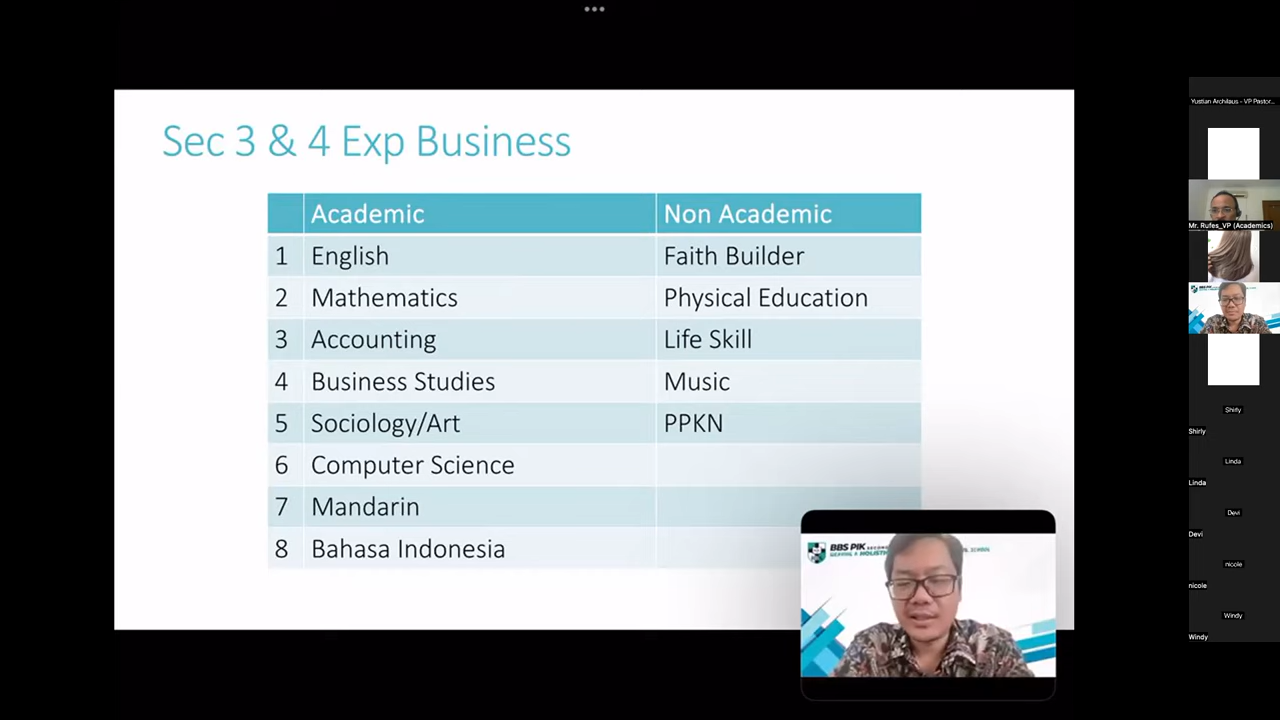 Sec 3 & 4 Exp Business
Academic Non Academic
1 English Faith Builder
2 Mathematics Physical Education
3 Accounting Life Skill
4 Business Studies Music
5 Sociology/Art PPKN
6 Computer Science
7 Mandarin
8 Bahasa Indonesia
BBS PIK
Yustian Archilaus - VP Pastor...
Mr. Rufes_VP (Academics)
BBS PIK
Shirly
Shirly
Linda
Linda
Devi
Devi
nicole
nicole
Windy
Windy